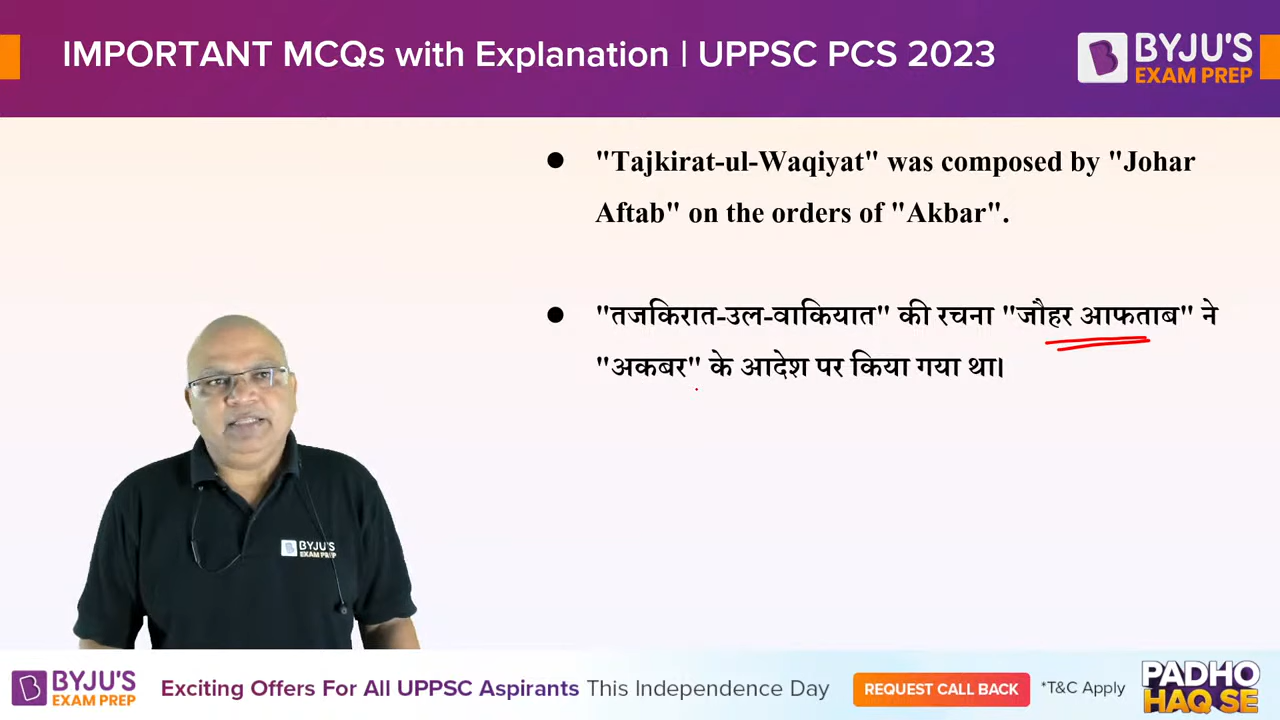 IMPORTANT MCQs with Explanation | UPPSC PCS 2023
BYJU'S
EXAM PREP
● "Tajkirat-ul-Waqiyat" was composed by "Johar
Aftab" on the orders of "Akbar".
● "तजकिरात-उल-वाकियात" की रचना "जौहर आफताब" ने
"अकबर" के आदेश पर किया गया था।
BYJU'S
EXAM PREP
BYJU'S
EXAM PREP
Exciting Offers For All UPPSC Aspirants This Independence Day
REQUEST CALL BACK
*T&C Apply
PADHO
HAQ SE